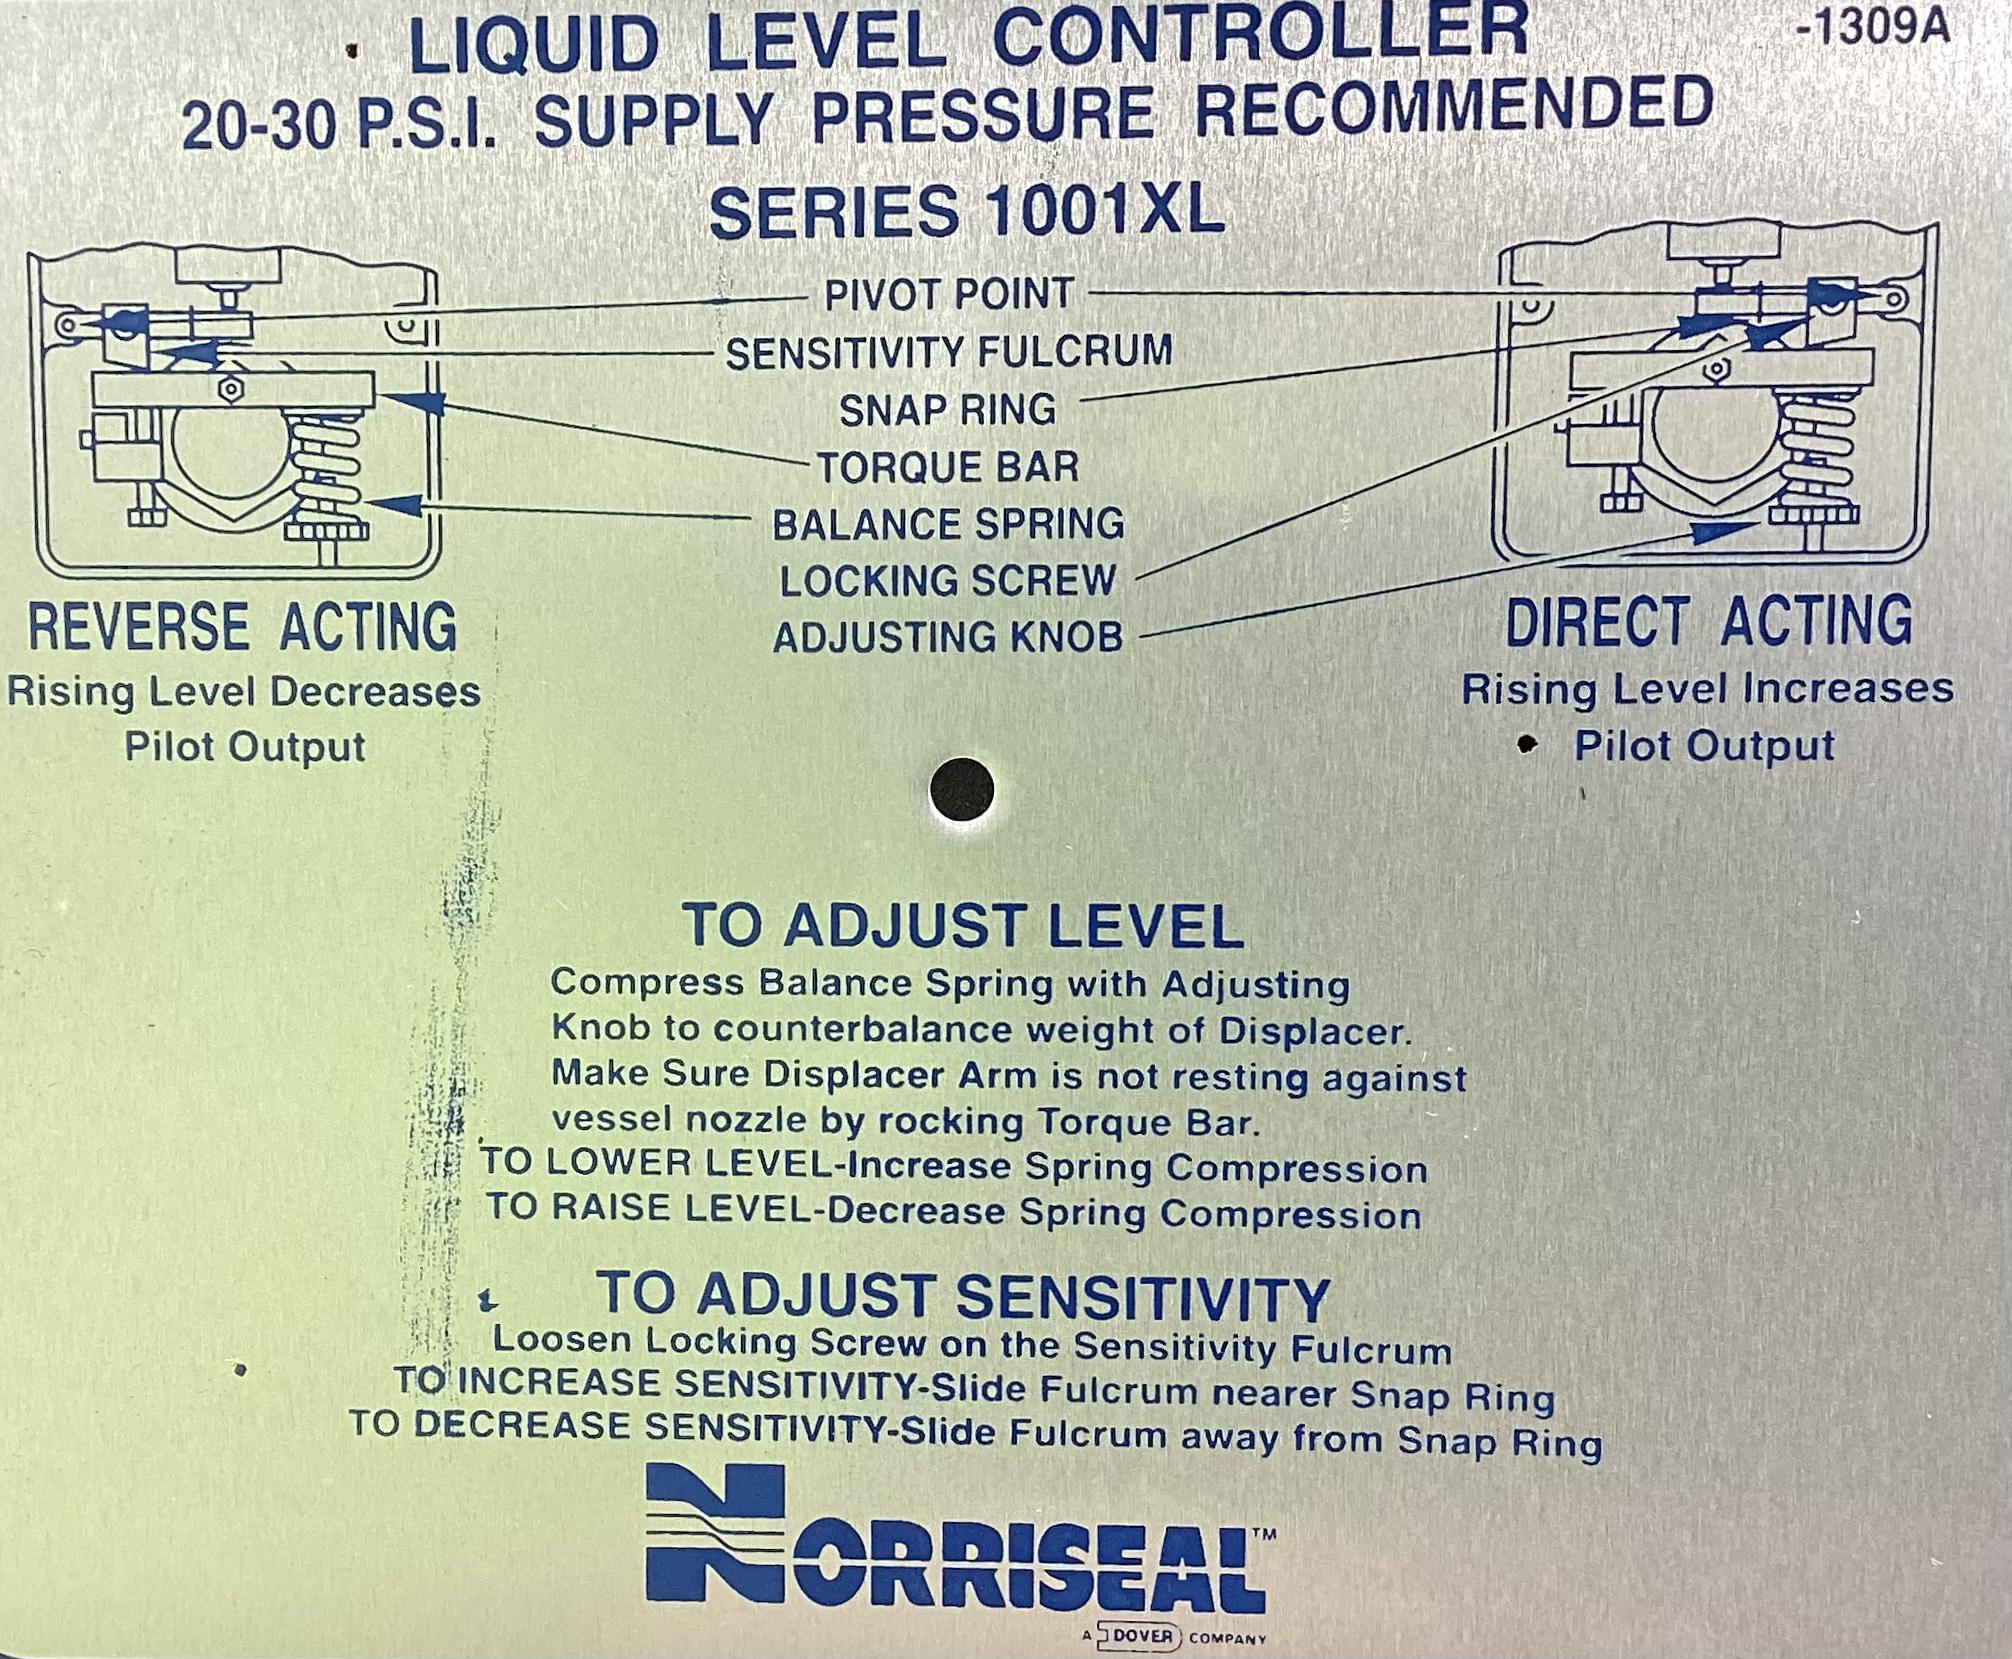 LIQUID LEVEL CONTROLLER
-1309A
20-30 P.S.I. SUPPLY PRESSURE RECOMMENDED
SERIES 1001XL
PIVOT POINT
SENSITIVITY FULCRUM
SNAP RING
TORQUE BAR
BALANCE SPRING
LOCKING SCREW
ADJUSTING KNOB
REVERSE ACTING
Rising Level Decreases
Pilot Output
DIRECT ACTING
Rising Level Increases
Pilot Output
TO ADJUST LEVEL
Compress Balance Spring with Adjusting
Knob to counterbalance weight of Displacer.
Make Sure Displacer Arm is not resting against
vessel nozzle by rocking Torque Bar.
TO LOWER LEVEL-Increase Spring Compression
TO RAISE LEVEL-Decrease Spring Compression
TO ADJUST SENSITIVITY
Loosen Locking Screw on the Sensitivity Fulcrum
TO INCREASE SENSITIVITY-Slide Fulcrum nearer Snap Ring
TO DECREASE SENSITIVITY-Slide Fulcrum away from Snap Ring
NORRISEAL™
A DOVER COMPANY